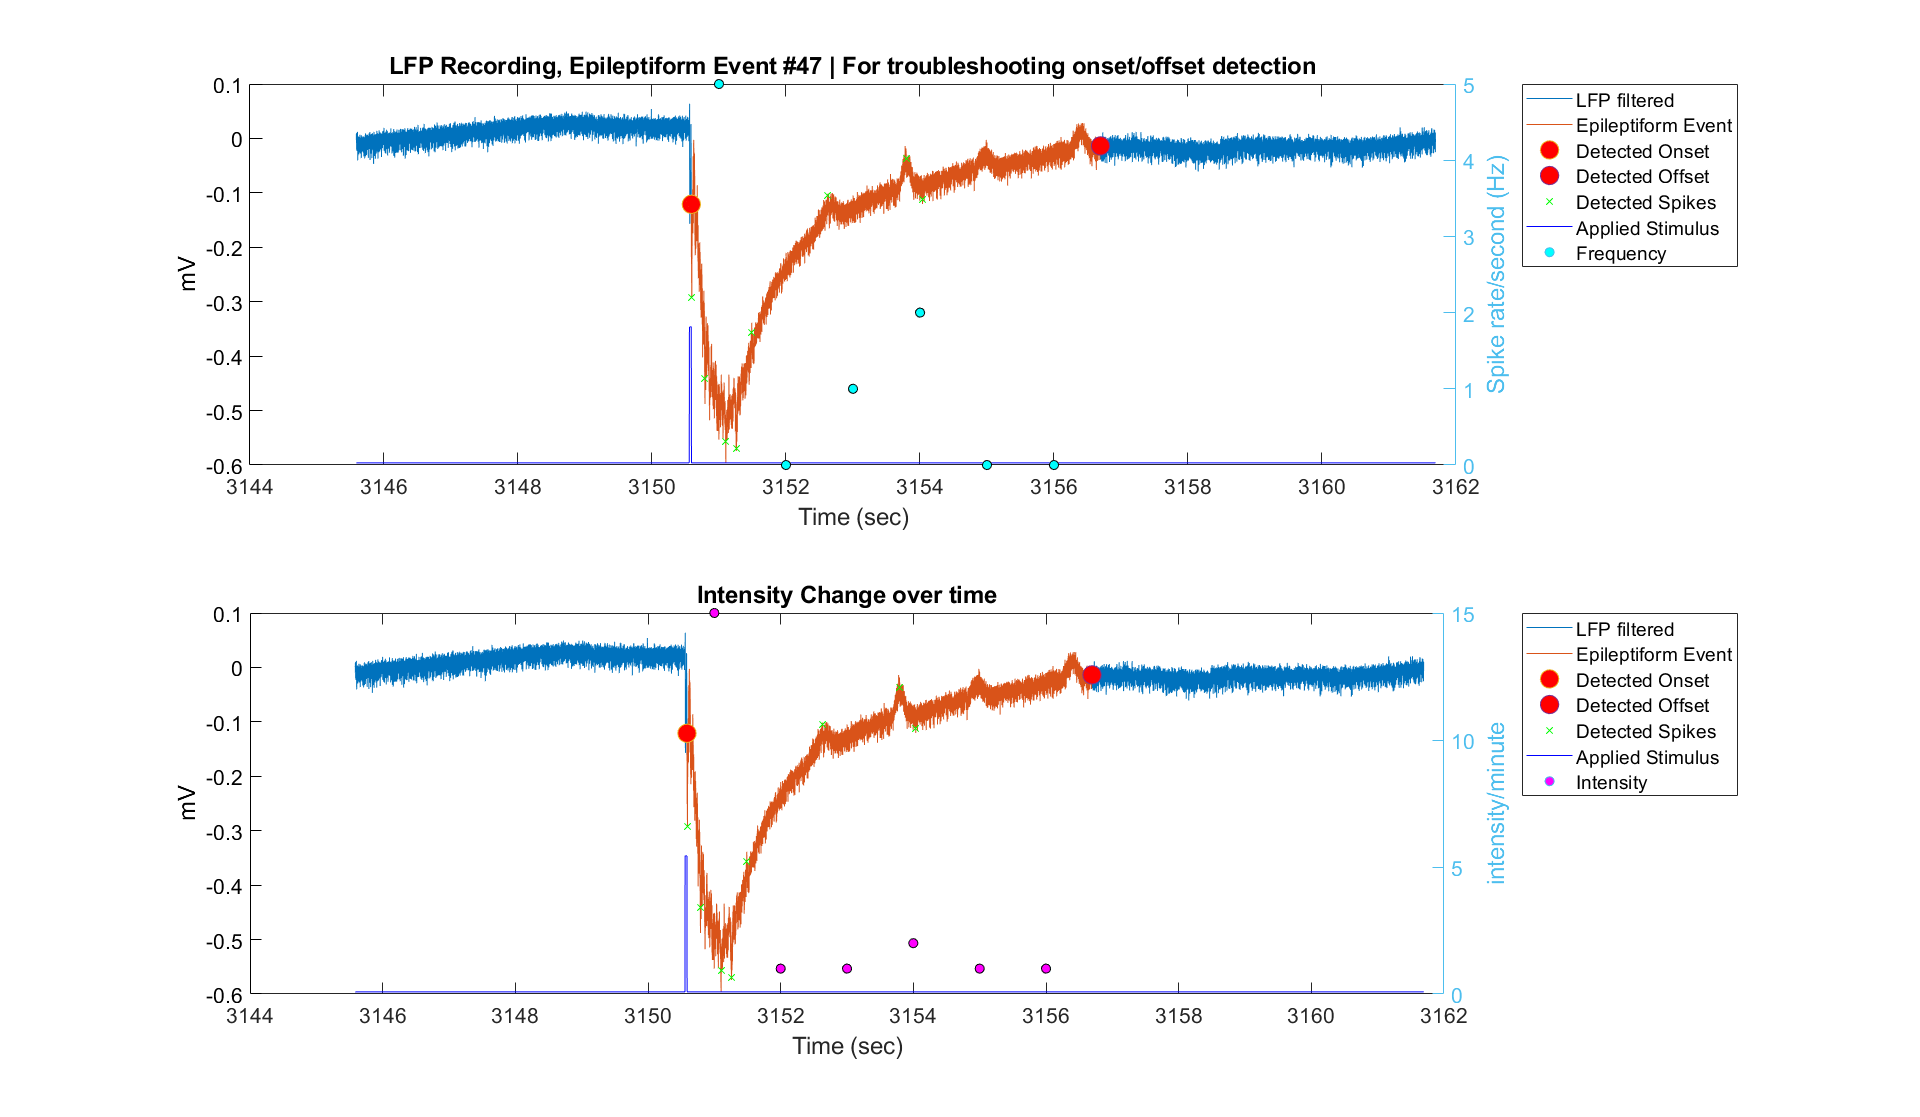 LFP Recording, Epileptiform Event #47 | For troubleshooting onset/offset detection
0.1
0
-0.1
-0.2
-0.3
-0.4
-0.5
-0.6
mV
3144
3146
3148
3150
3152
3154
3156
3158
3160
3162
Time (sec)
5
4
3
2
1
0
Spike rate/second (Hz)
LFP filtered
Epileptiform Event
Detected Onset
Detected Offset
Detected Spikes
Applied Stimulus
Frequency
Intensity Change over time
0.1
0
-0.1
-0.2
-0.3
-0.4
-0.5
-0.6
mV
3144
3146
3148
3150
3152
3154
3156
3158
3160
3162
Time (sec)
15
10
5
0
intensity/minute
LFP filtered
Epileptiform Event
Detected Onset
Detected Offset
Detected Spikes
Applied Stimulus
Intensity